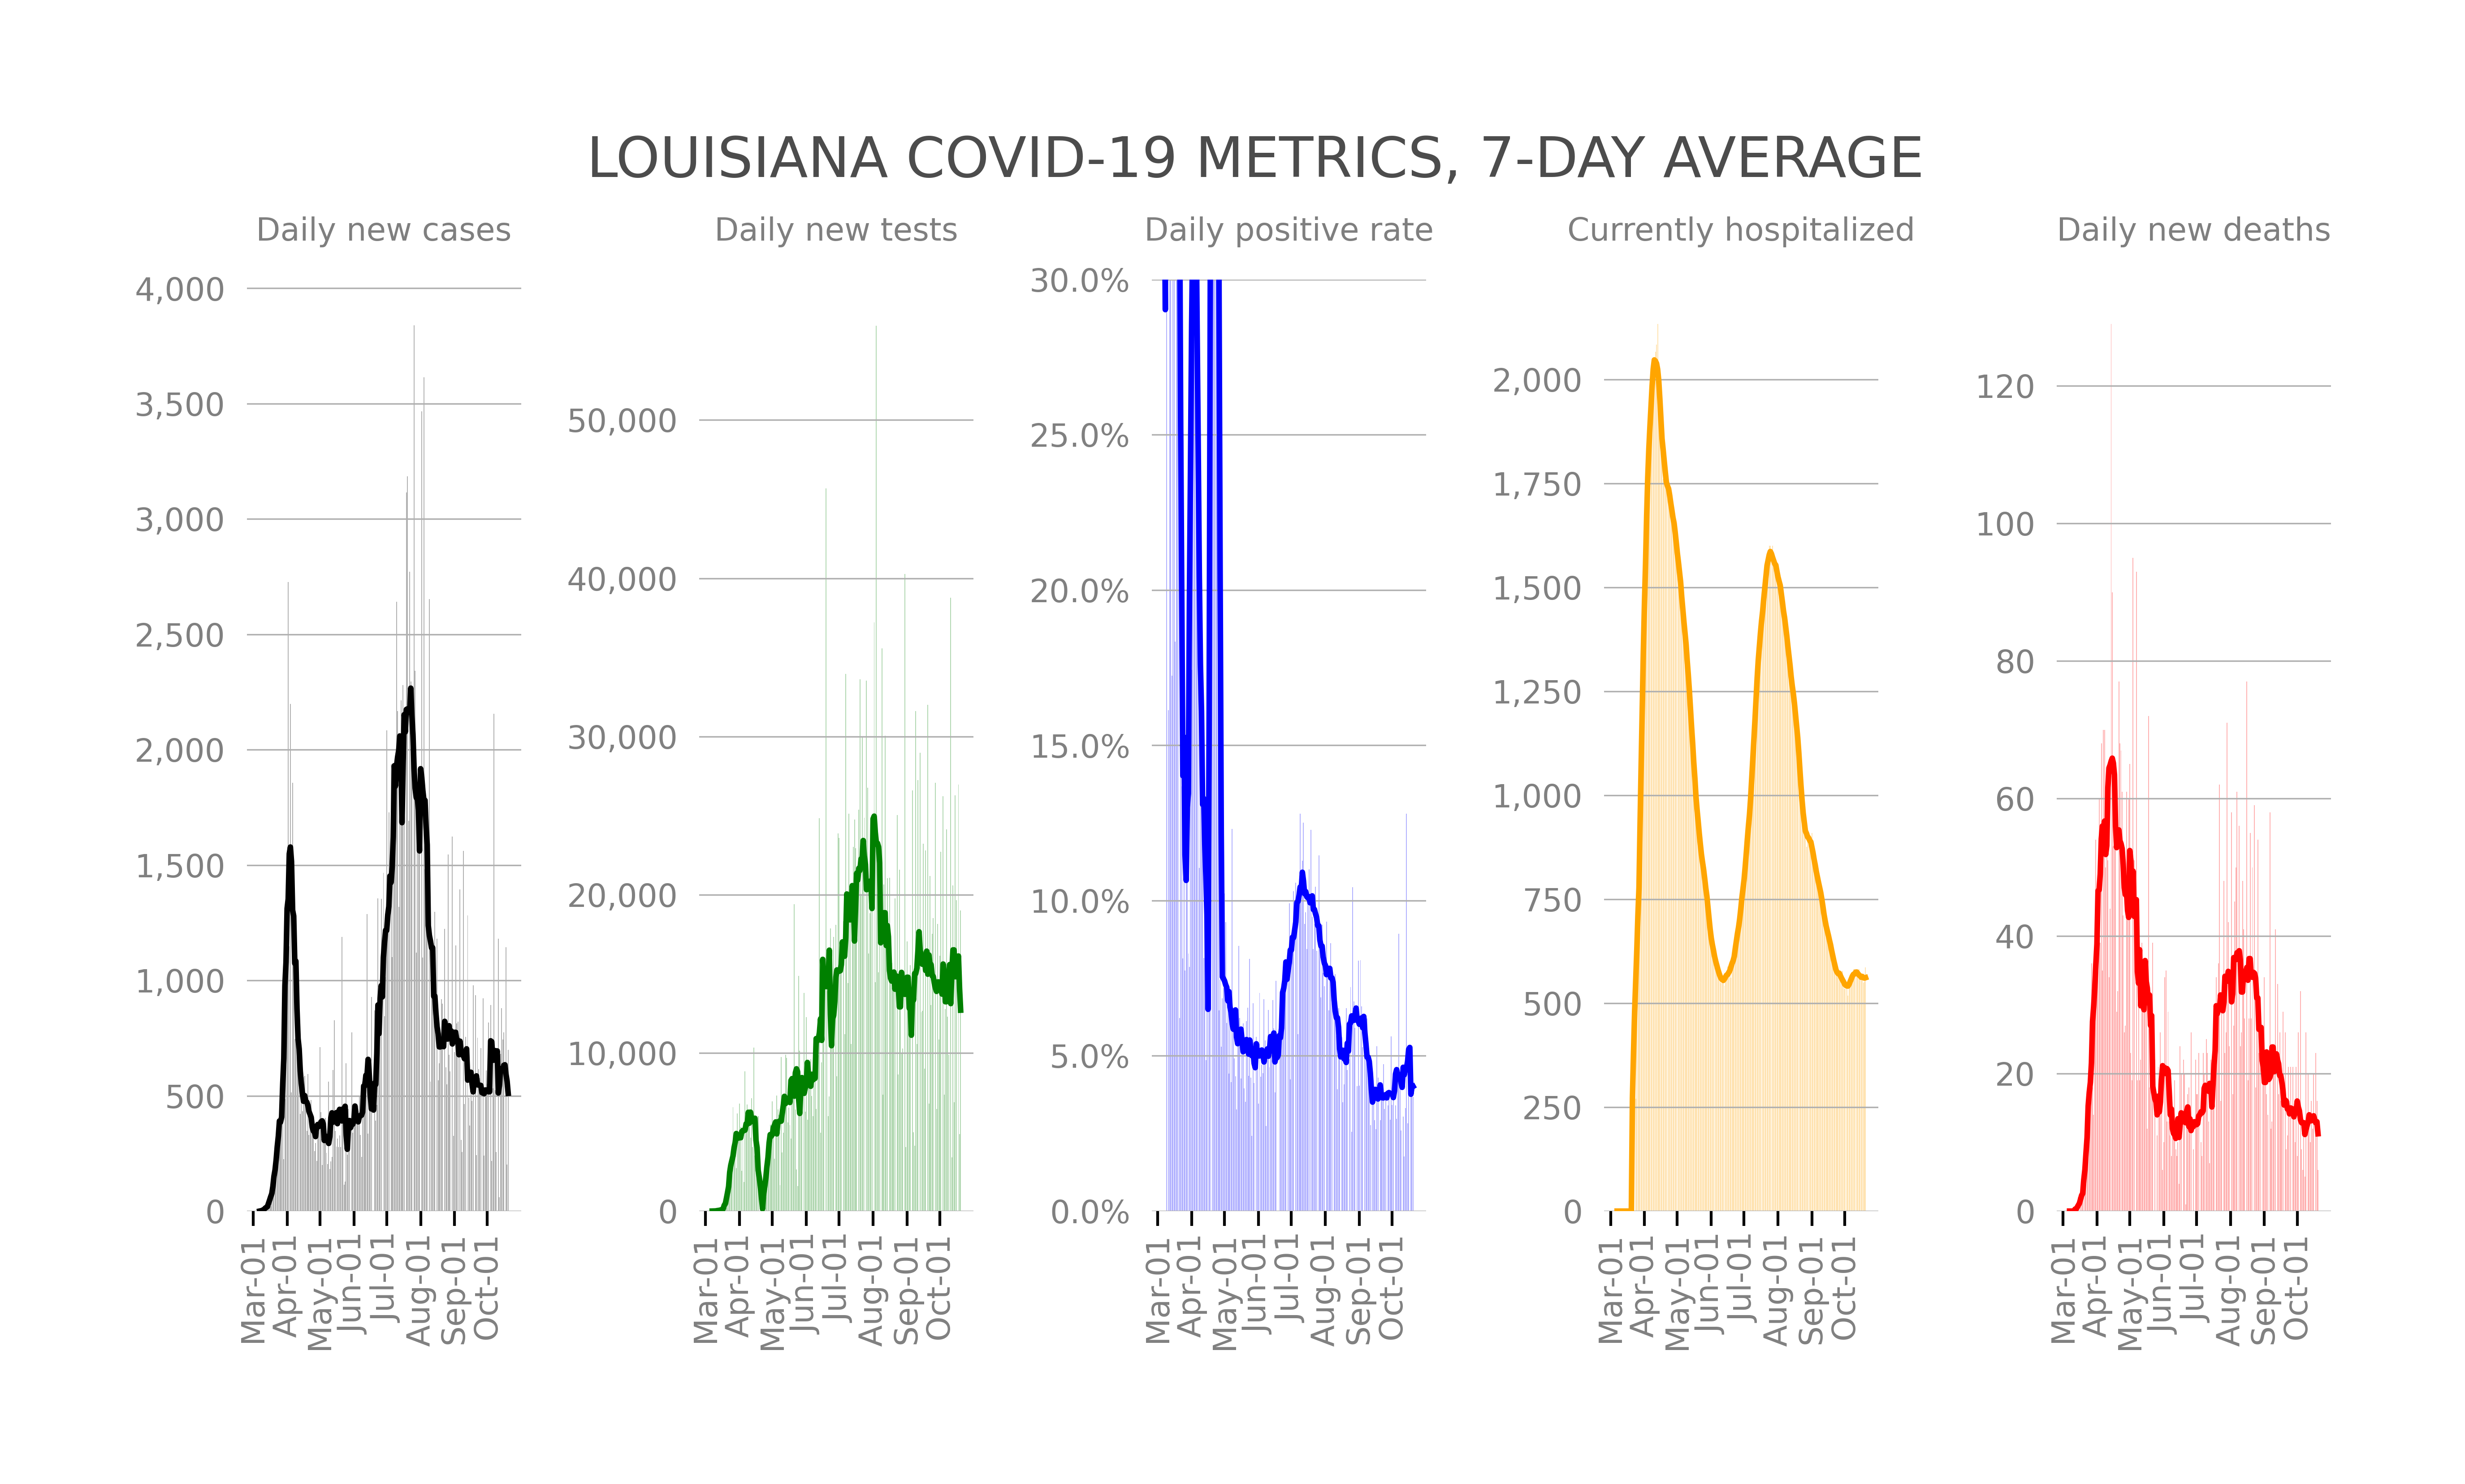 LOUISIANA COVID-19 METRICS, 7-DAY AVERAGE
Daily new cases
4,000
3,500
3,000
2,500
2,000
1,500
1,000
500
0
Mar-01
Apr-01
May-01
Jun-01
Jul-01
Aug-01
Sep-01
Oct-01
Daily new tests
50,000
40,000
30,000
20,000
10,000
0
Mar-01
Apr-01
May-01
Jun-01
Jul-01
Aug-01
Sep-01
Oct-01
Daily positive rate
30.0%
25.0%
20.0%
15.0%
10.0%
5.0%
0.0%
Mar-01
Apr-01
May-01
Jun-01
Jul-01
Aug-01
Sep-01
Oct-01
Currently hospitalized
2,000
1,750
1,500
1,250
1,000
750
500
250
0
Mar-01
Apr-01
May-01
Jun-01
Jul-01
Aug-01
Sep-01
Oct-01
Daily new deaths
120
100
80
60
40
20
0
Mar-01
Apr-01
May-01
Jun-01
Jul-01
Aug-01
Sep-01
Oct-01